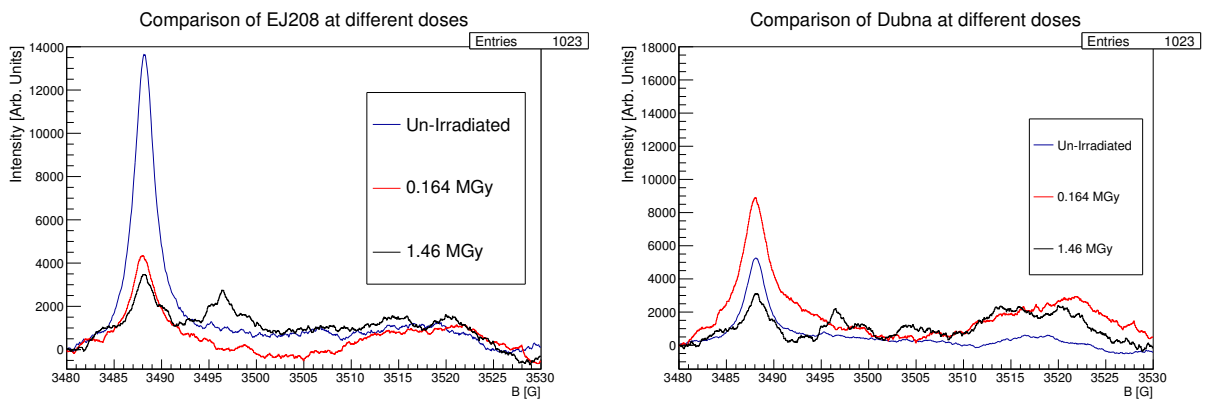 Comparison of EJ208 at different doses
Entries 1023
Intensity [Arb. Units]
14000
12000
10000
8000
6000
4000
2000
0
Un-Irradiated
0.164 MGy
1.46 MGy
3480 3485 3490 3495 3500 3505 3510 3515 3520 3525 3530
B [G]
Comparison of Dubna at different doses
Entries 1023
Intensity [Arb. Units]
18000
16000
14000
12000
10000
8000
6000
4000
2000
0
Un-Irradiated
0.164 MGy
1.46 MGy
3480 3485 3490 3495 3500 3505 3510 3515 3520 3525 3530
B [G]